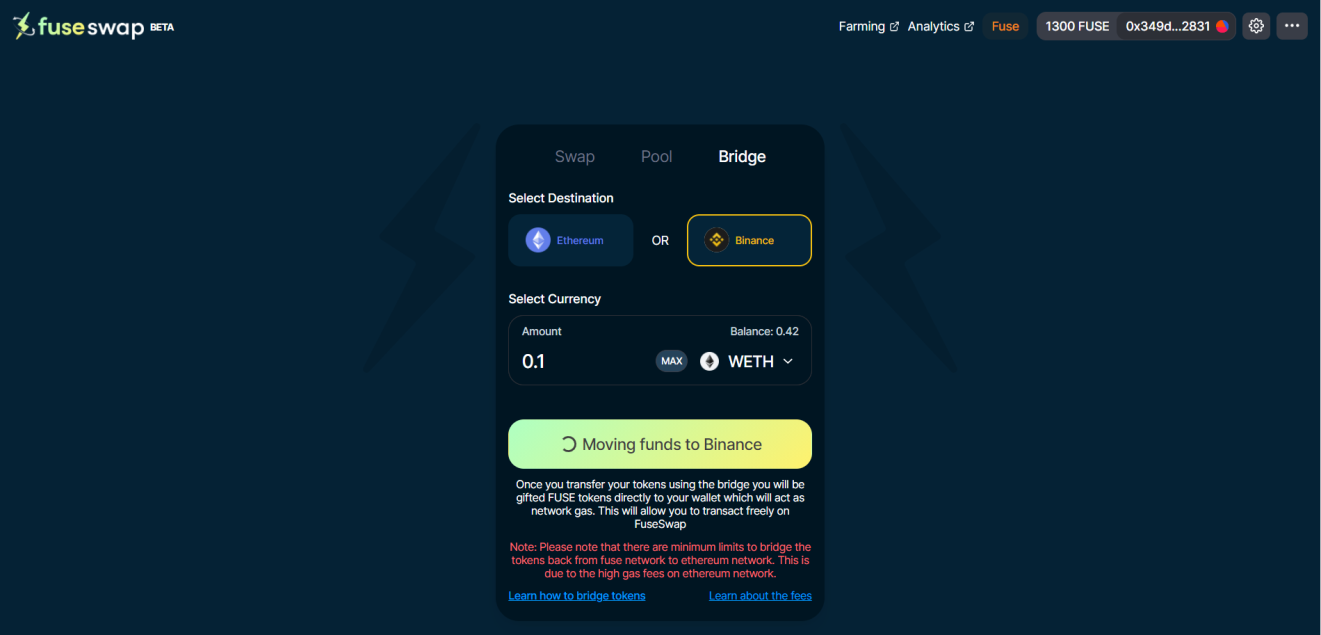 fuseswap BETA
Farming Analytics Fuse 1300 FUSE 0x349d...2831
Swap Pool Bridge
Select Destination
Ethereum OR Binance
Select Currency
Amount Balance: 0.42
0.1 MAX WETH
Moving funds to Binance
Once you transfer your tokens using the bridge you will be
gifted FUSE tokens directly to your wallet which will act as
network gas. This will allow you to transact freely on
FuseSwap
Note: Please note that there are minimum limits to bridge the
tokens back from fuse network to ethereum network. This is
due to the high gas fees on ethereum network.
Learn how to bridge tokens Learn about the fees